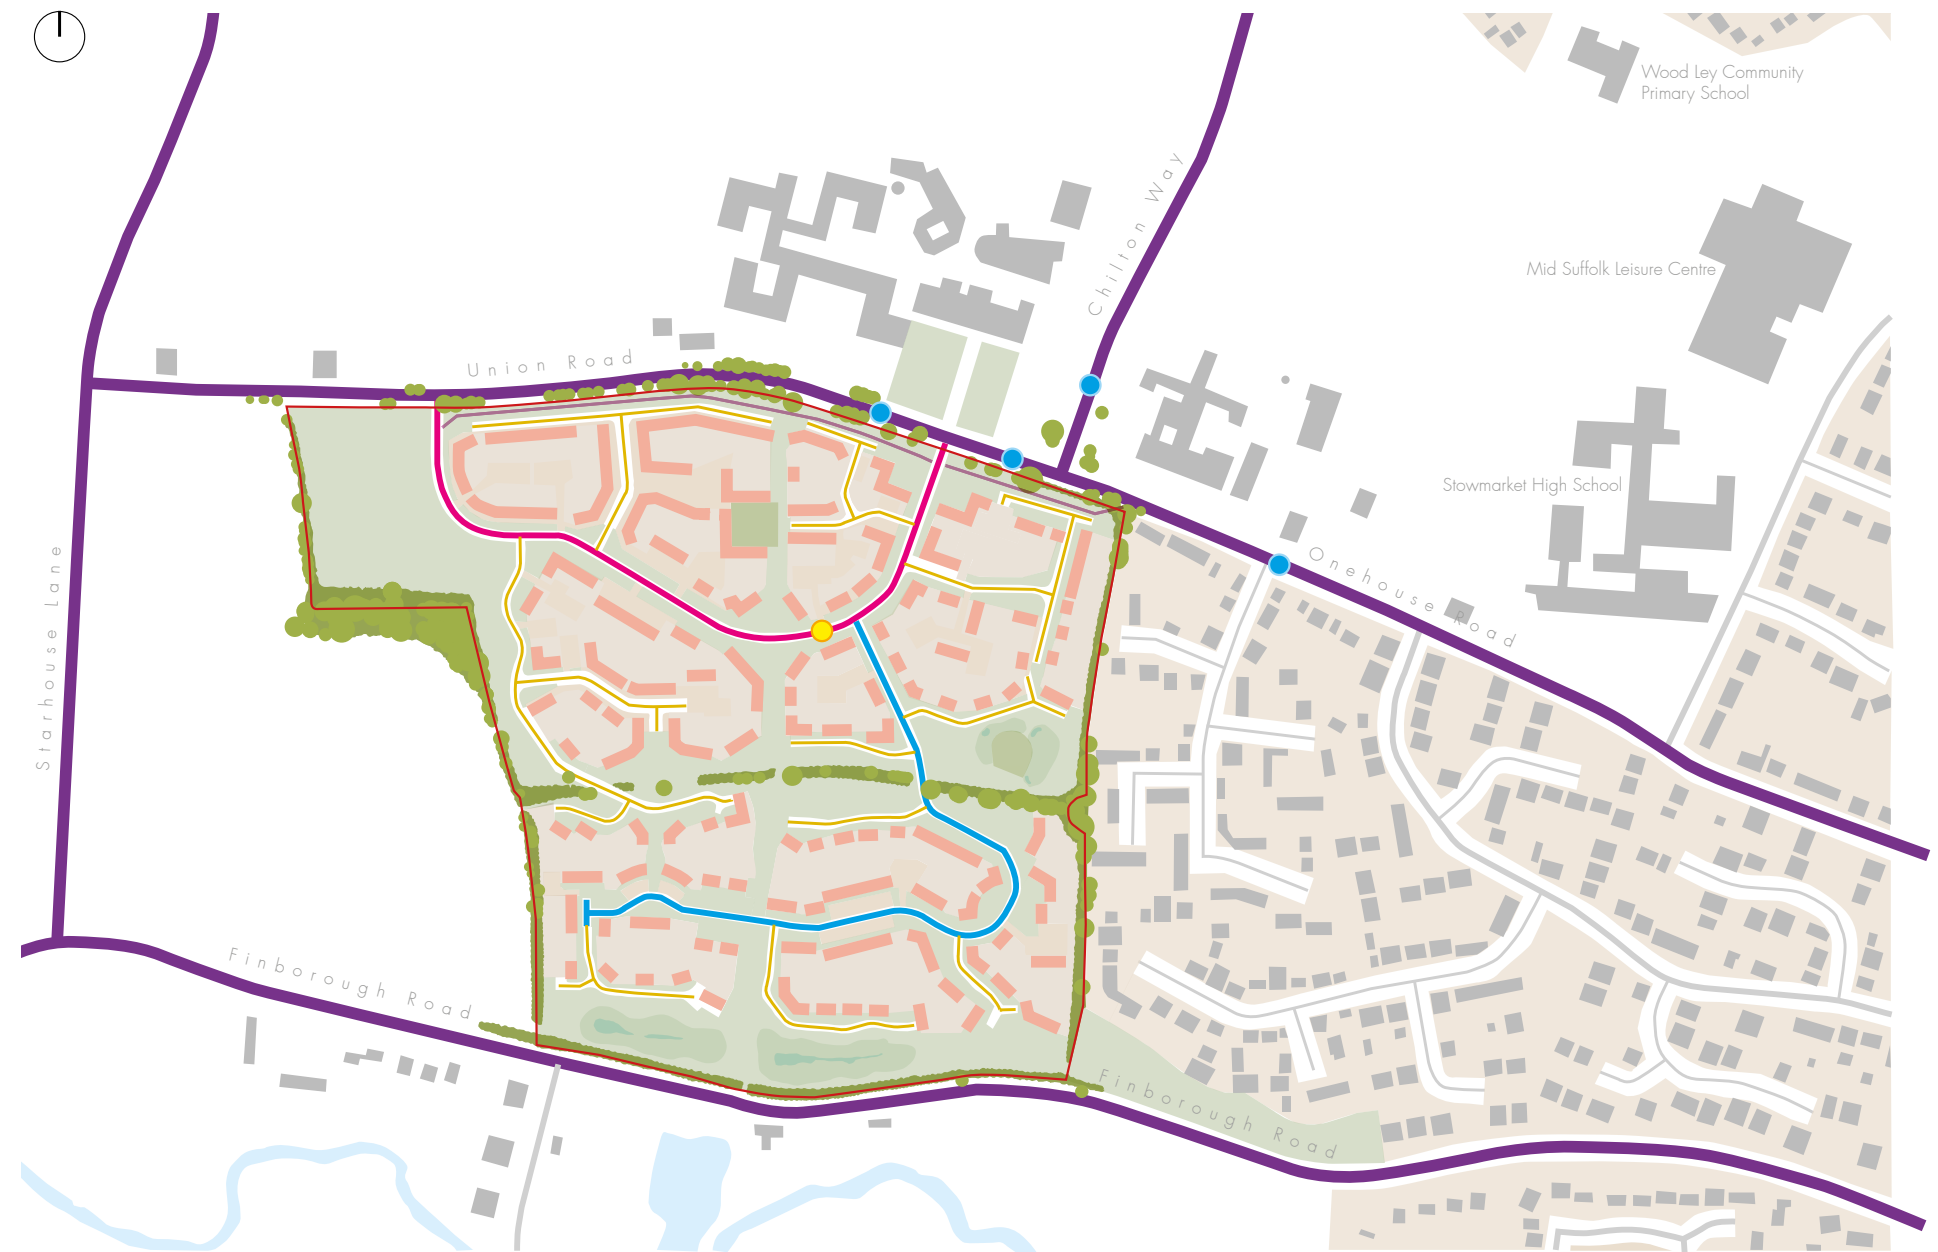 Wood Ley Community
Primary School
Chilton Way
Mid Suffolk Leisure Centre
Union Road
Stowmarket High School
Onehouse Road
Starhouse Lane
Finborough Road
Finborough Road